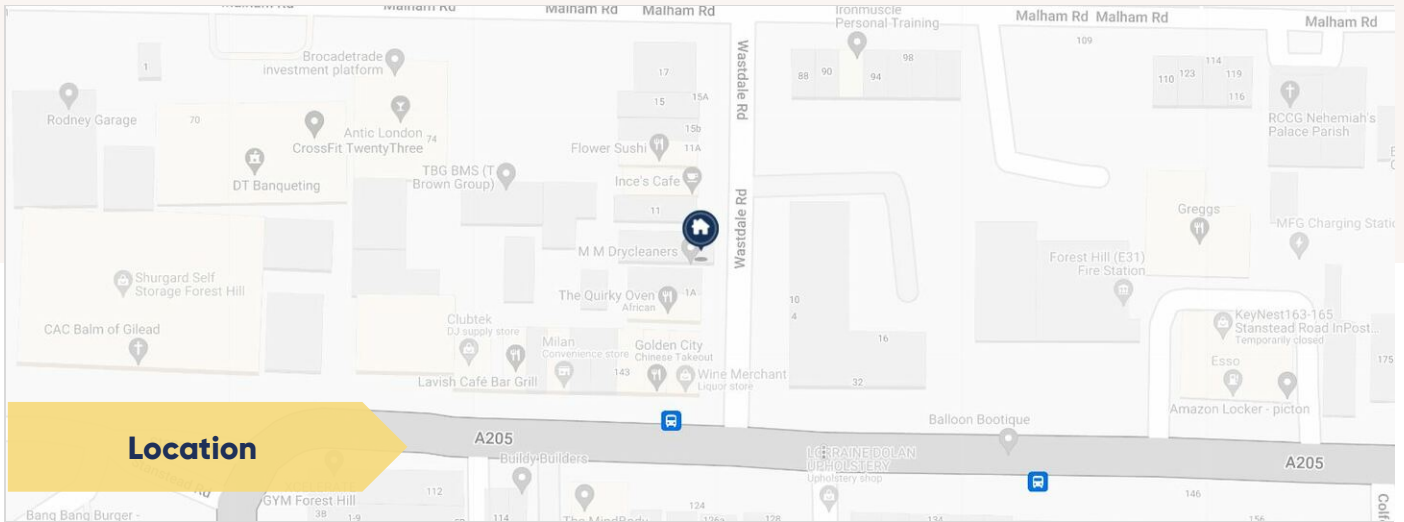 Malham Rd
Malham Rd
Malham Rd
Malham Rd
Malham Rd Malham Rd
Malham Rd
Ironmuscle
Personal Training
109
Brocadetrade
investment platform
1
17
Wastdale Rd
88 90 94 98
110 123 114 119
116
15 15A
Rodney Garage
70
Antic London
74
CrossFit TwentyThree
15b
11A
Flower Sushi
RCCG Nehemiah's
Palace Parish
DT Banqueting
TBG BMS (T
Brown Group)
Ince's Cafe
11
Wastdale Rd
Greggs
MFG Charging Static
M M Drycleaners
Forest Hill (E31)
Fire Station
Shurgard Self
Storage Forest Hill
The Quirky Oven
African
1A
10
4
KeyNest163-165
Stanstead Road InPost...
Temporarily closed
CAC Balm of Gilead
Clubtek
DJ supply store
Milan
Convenience store
Golden City
Chinese Takeout
16
175
Lavish Café Bar Grill
143
Wine Merchant
Liquor store
32
Esso
Amazon Locker - picton
Balloon Bootique
Location
A205
A205
LORRAINE DOLAN
UPHOLSTERY
Upholstery shop
Buildy Builders
GYM Forest Hill
112
38 1-9
114
Bang Bang Burger -
The MindBody
124
126a
128
134
146
156
Colf